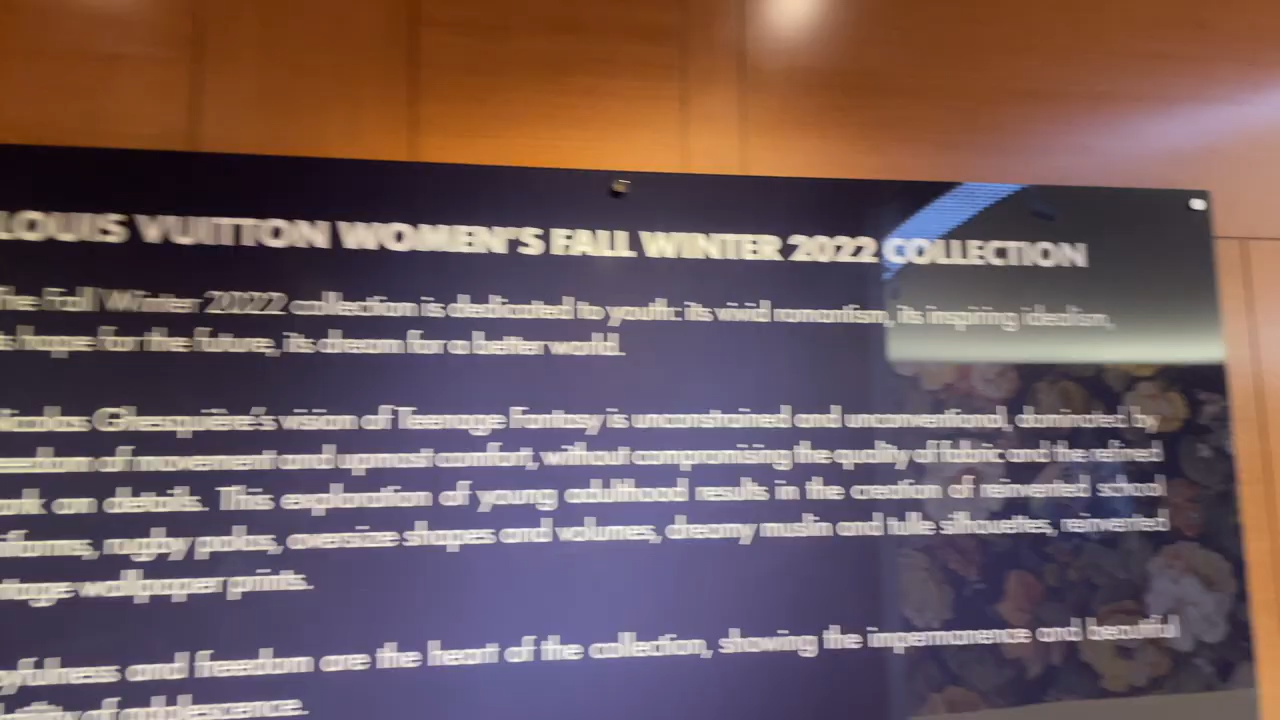 LOUIS VUITTON WOMEN'S FALL WINTER 2022 COLLECTION
The Fall Winter 2022 collection is dedicated to youth: its vivid romantism, its inspiring idealism,
hope for the future, its dream for a better world.
Nicolas Ghesquière's vision of Teenage Fantasy is unconstrained and unconventional, dominated by
of movement and upmost comfort, without compromising the quality of fabric and the refined
on details. This exploration of young adulthood results in the creation of reinvented school
rugby polos, oversize shapes and volumes, dreamy muslin and tulle silhouettes, reinvented
wallpaper prints.
and freedom are the heart of the collection, showing the impermanence and beautiful
of adolescence.